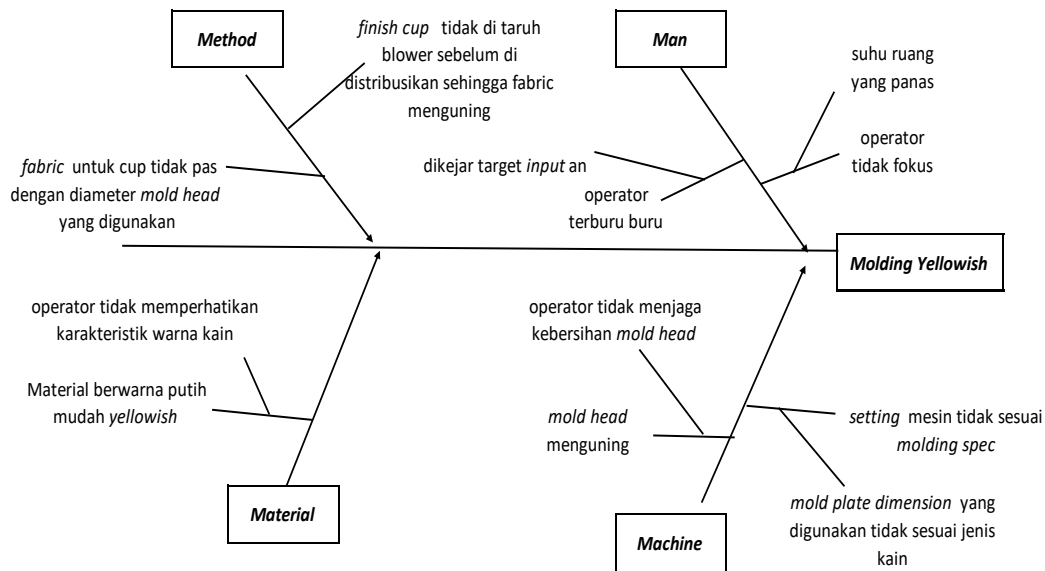 Method
finish cup tidak di taruh
blower sebelum di
distribusikan sehingga fabric
menguning
fabric untuk cup tidak pas
dengan diameter mold head
yang digunakan
Man
suhu ruang
yang panas
dikejar target input an
operator
terburu buru
operator
tidak fokus
Molding Yellowish
operator tidak memperhatikan
karakteristik warna kain
Material berwarna putih
mudah yellowish
Material
operator tidak menjaga
kebersihan mold head
mold head
menguning
setting mesin tidak sesuai
molding spec
mold plate dimension yang
digunakan tidak sesuai jenis
kain
Machine